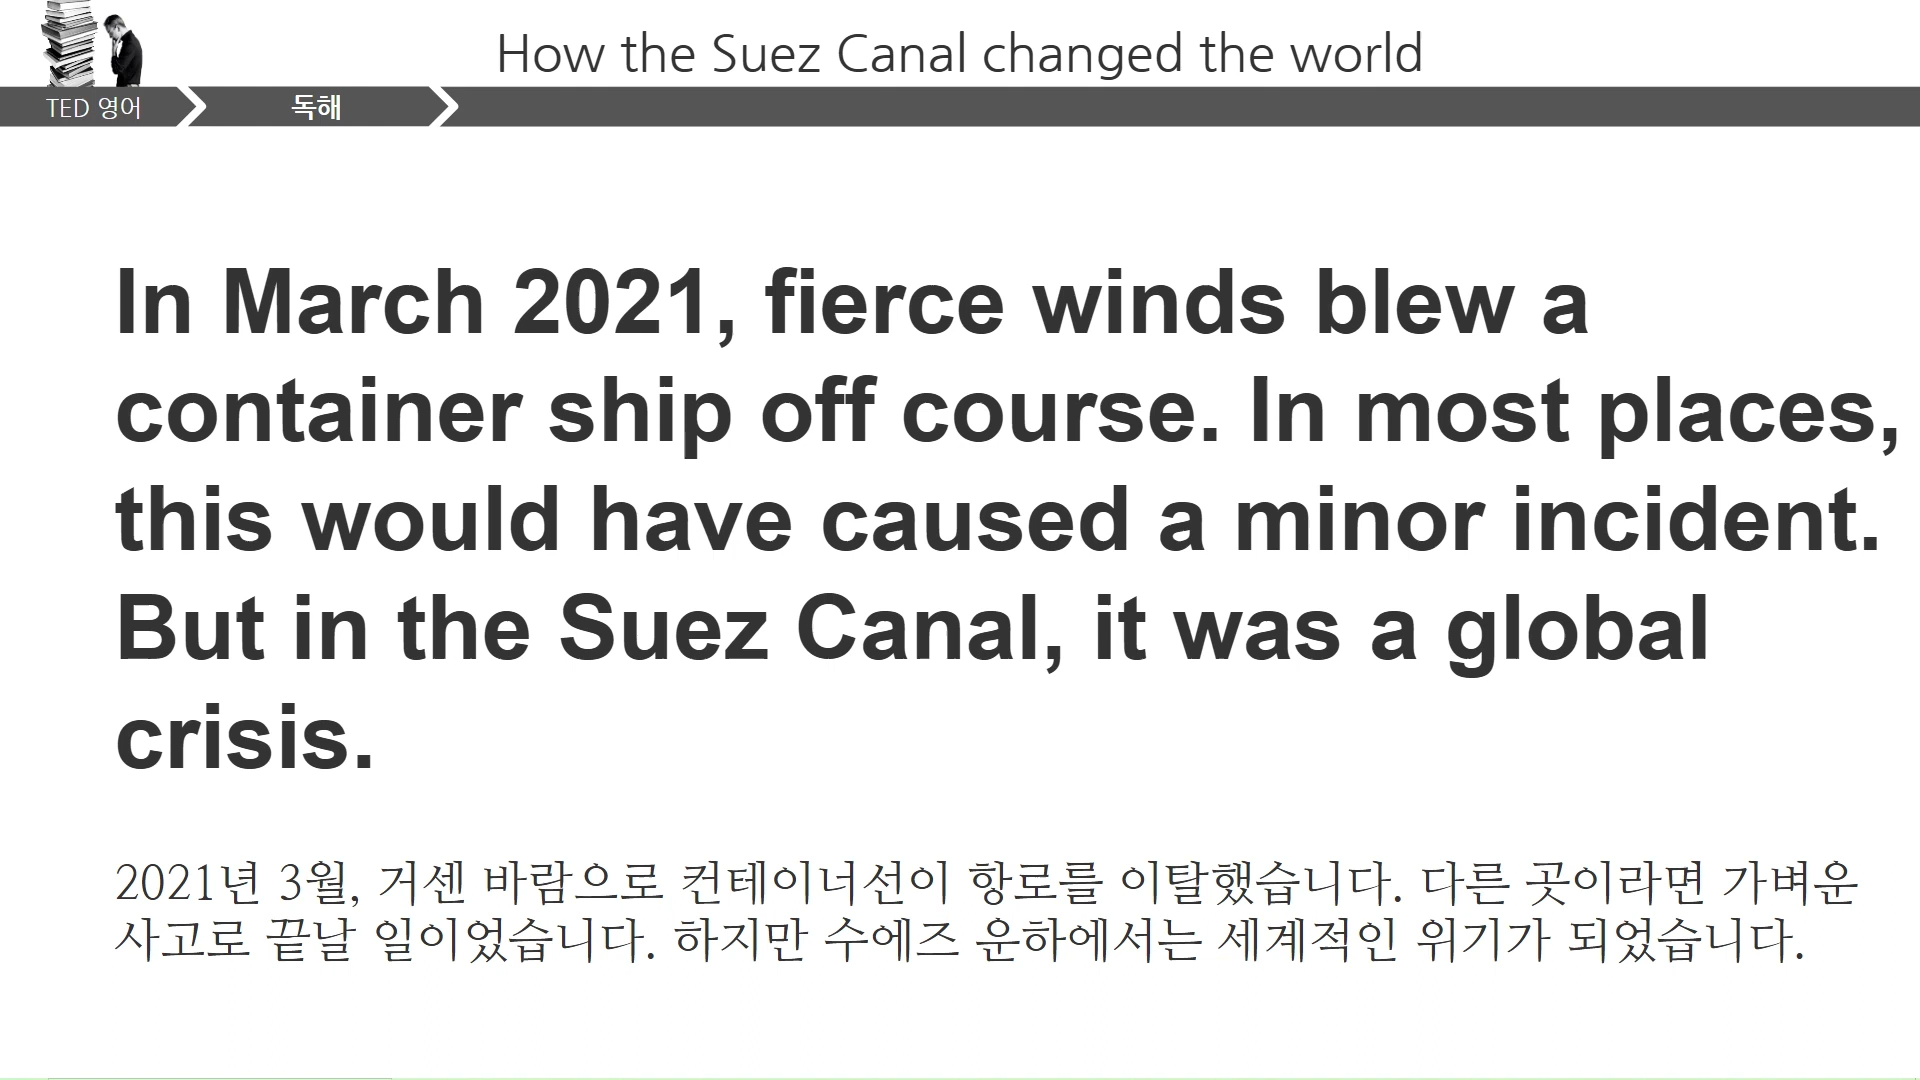 How the Suez Canal changed the world
TED 영어
독해
In March 2021, fierce winds blew a
container ship off course. In most places,
this would have caused a minor incident.
But in the Suez Canal, it was a global
crisis.
2021년 3월, 거센 바람으로 컨테이너선이 항로를 이탈했습니다. 다른 곳이라면 가벼운
사고로 끝날 일이었습니다. 하지만 수에즈 운하에서는 세계적인 위기가 되었습니다.